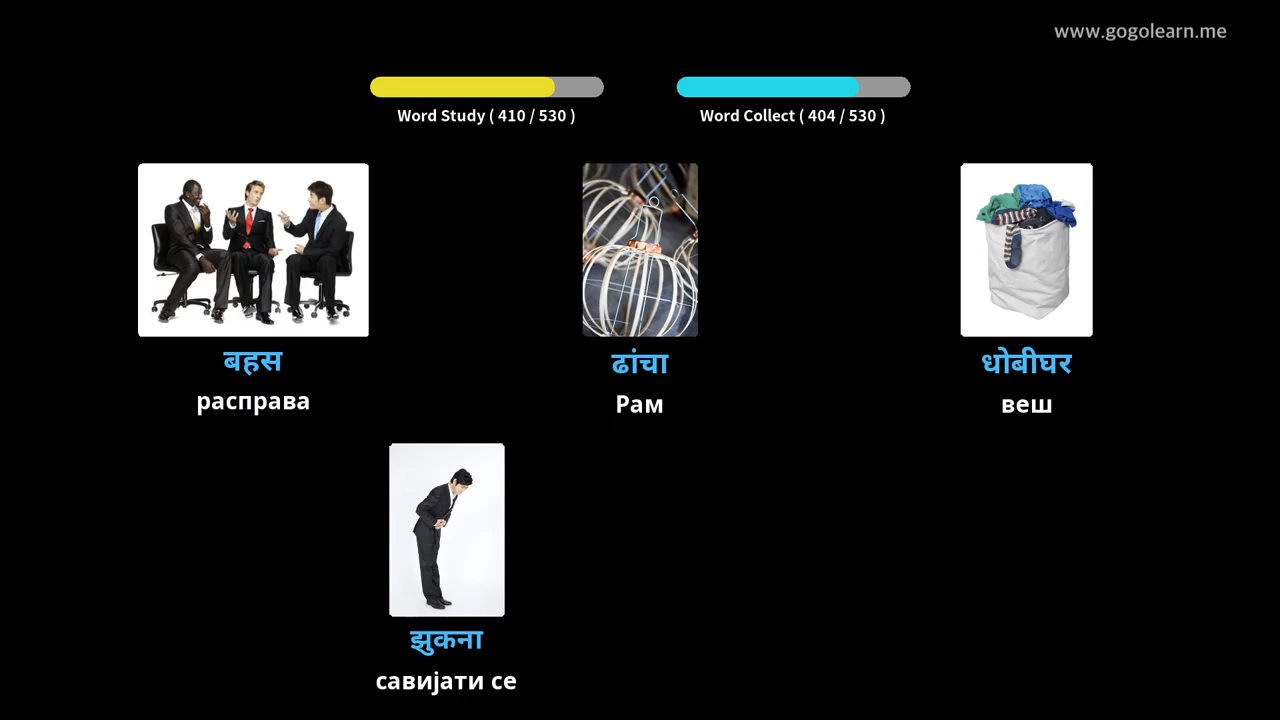 www.gogolearn.me
Word Study ( 410 / 530 )
Word Collect ( 404 / 530 )
बहस
расправа
ढांचा
Рам
धोबीघर
веш
झुकना
савијати се